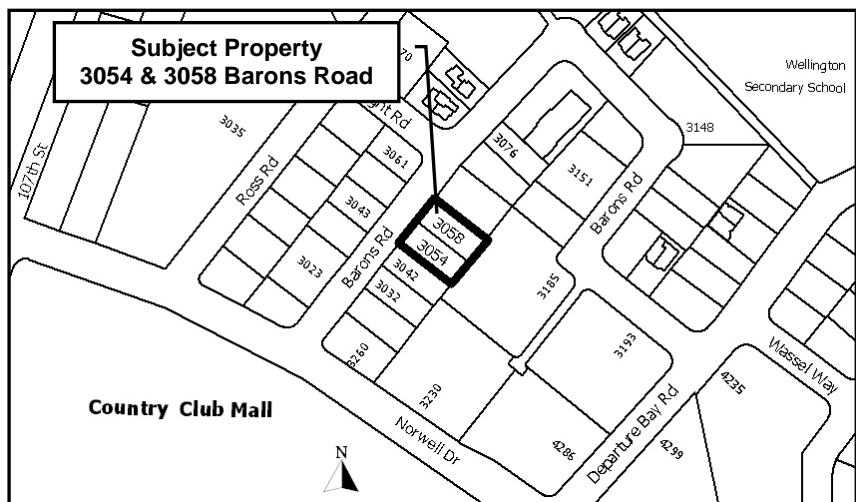 Subject Property
3054 & 3058 Barons Road
Wellington
Secondary School
3148
107th St
3035
Ross Rd
3061
3043
3023
Barons Rd
3076
3151
Barons Rd
3058
3054
3042
3032
3260
3185
3193
3230
4286
Norwell Dr
Departure Bay Rd
4235
4299
Wassel Way
Country Club Mall
N